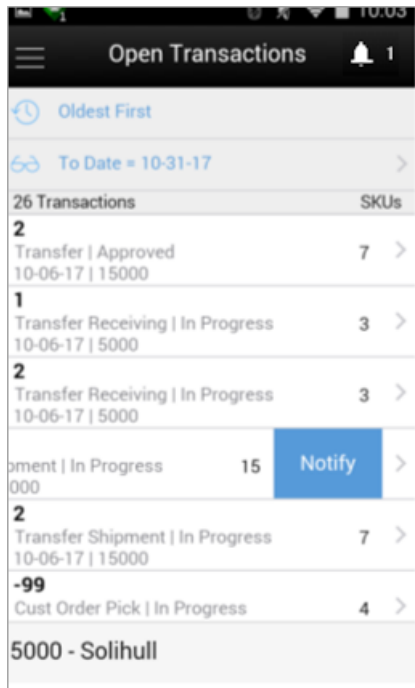 10:03
Open Transactions 1
Oldest First
To Date = 10-31-17
26 Transactions SKUs
2
Transfer | Approved 7
10-06-17 | 15000
1
Transfer Receiving | In Progress 3
10-06-17 | 5000
2
Transfer Receiving | In Progress 3
10-06-17 | 5000
pment | In Progress 15 Notify
000
2
Transfer Shipment | In Progress 7
10-06-17 | 15000
-99
Cust Order Pick | In Progress 4
5000 - Solihull